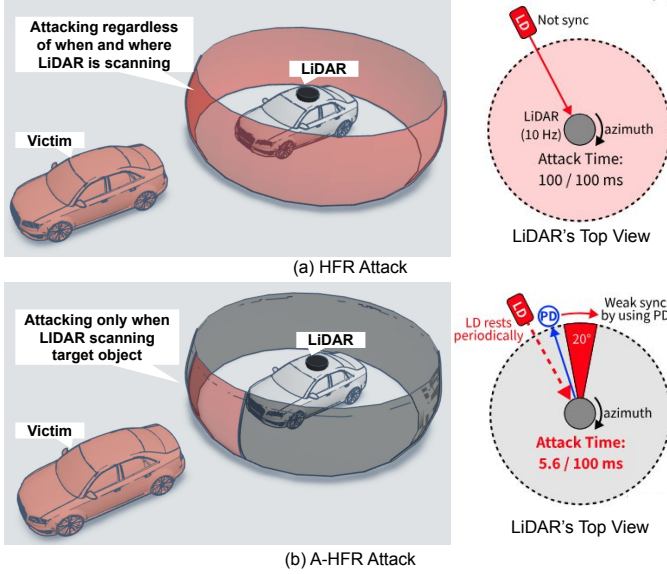 Attacking regardless
of when and where
LiDAR is scanning
LiDAR
Victim
LD
Not sync
LiDAR
(10 Hz)
azimuth
Attack Time:
100 / 100 ms
LiDAR's Top View
(a) HFR Attack
Attacking only when
LIDAR scanning
target object
LiDAR
Victim
LD
PD
Weak sync
by using PD
LD rests
periodically
20°
azimuth
Attack Time:
5.6 / 100 ms
LiDAR's Top View
(b) A-HFR Attack